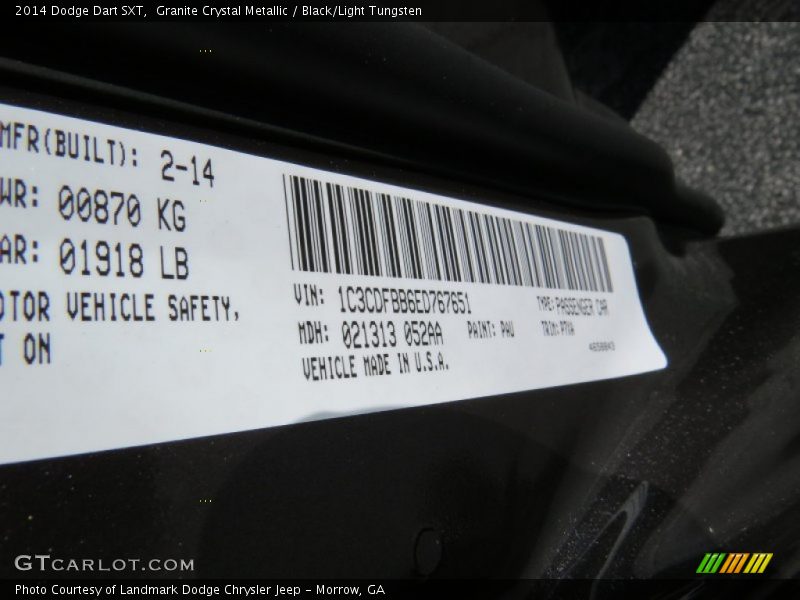 2014 Dodge Dart SXT,  Granite Crystal Metallic / Black/Light Tungsten
MFR(BUILT): 2-14
WR: 00870 KG
AR: 01918 LB
OTOR VEHICLE SAFETY,
T ON
VIN: 1C3CDFBB6ED767651
TYPE: PASSENGER CAR
MDH: 021313 052AA
PAINT: PAU
TRIM:
VEHICLE MADE IN U.S.A.
GTCARLOT.COM
Photo Courtesy of Landmark Dodge Chrysler Jeep - Morrow, GA